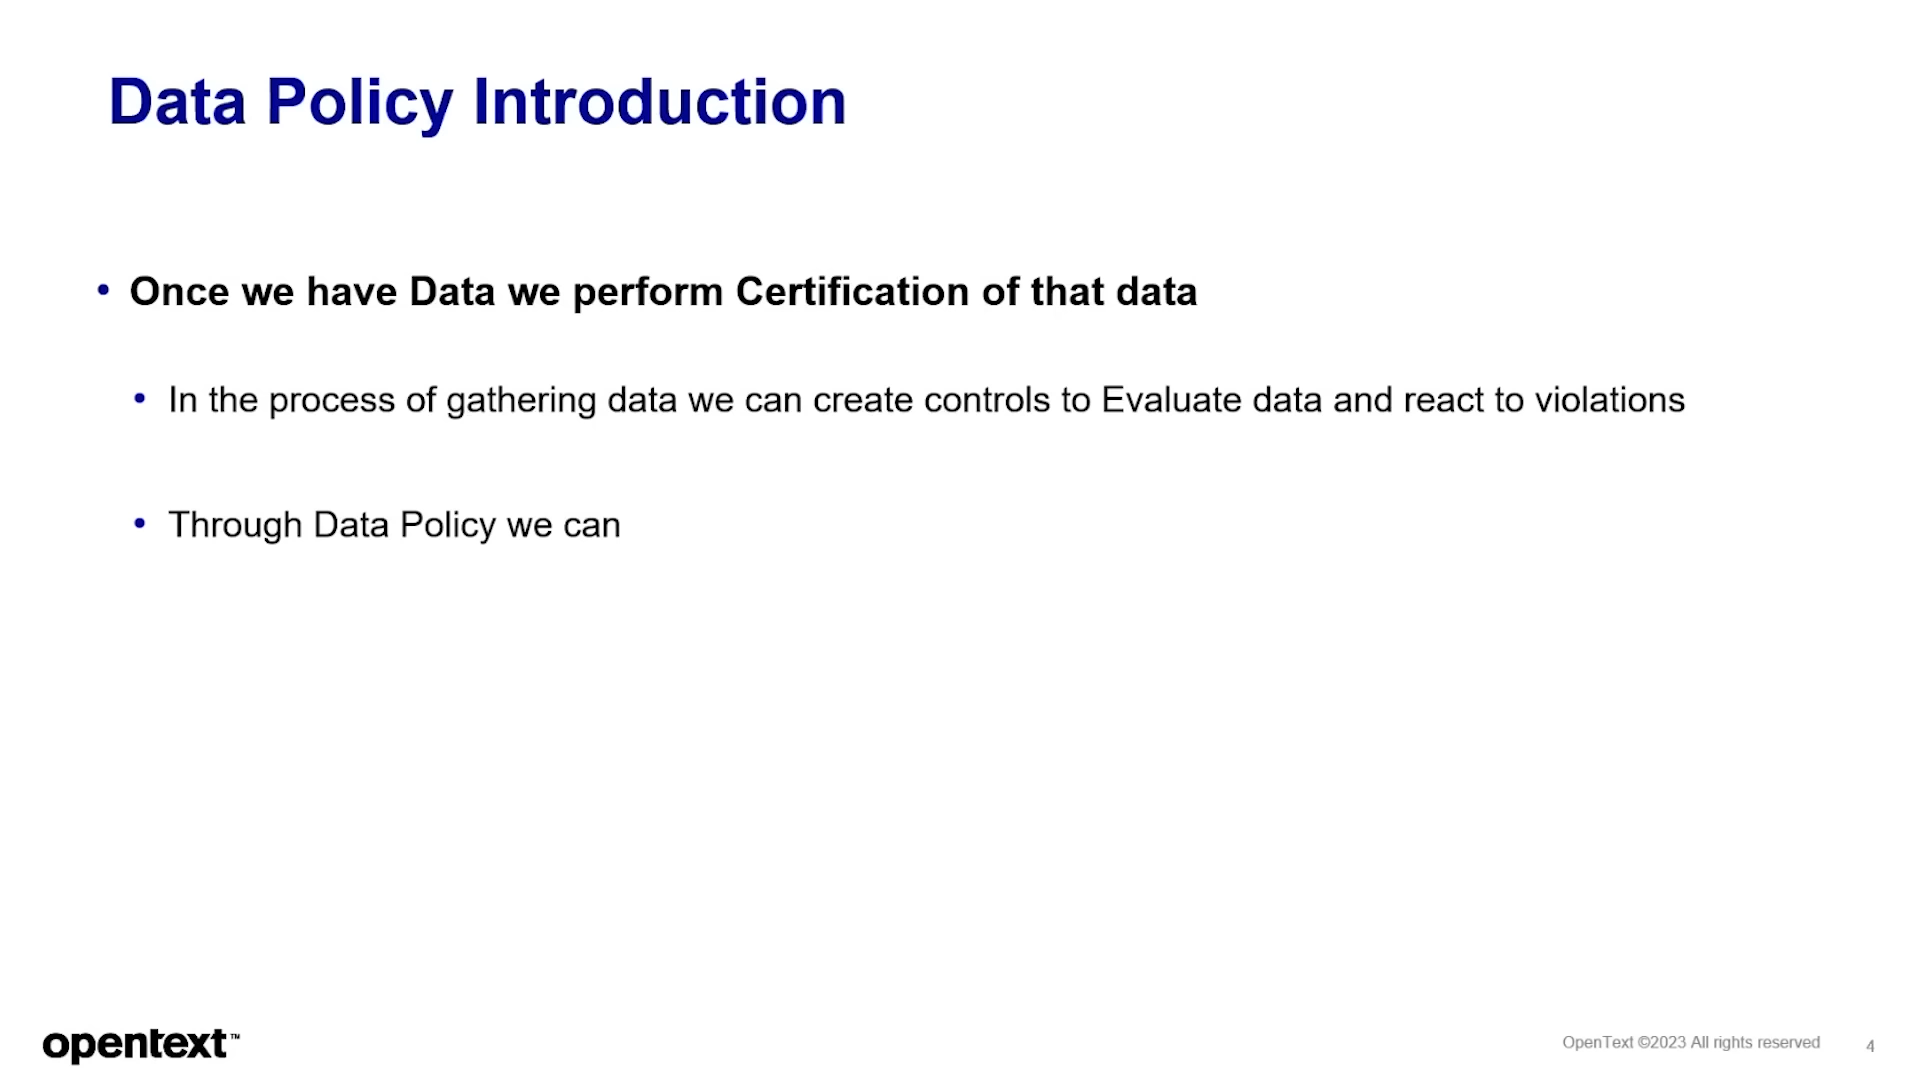 Data Policy Introduction
• Once we have Data we perform Certification of that data
• In the process of gathering data we can create controls to Evaluate data and react to violations
• Through Data Policy we can
opentext™
OpenText ©2023 All rights reserved
4